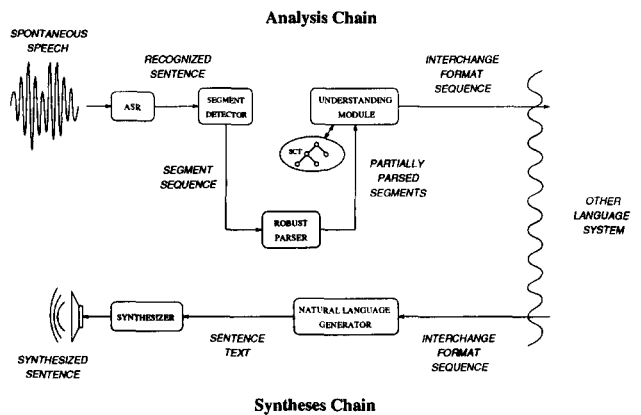 Analysis Chain
SPONTANEOUS
SPEECH
RECOGNIZED
SENTENCE
INTERCHANGE
FORMAT
SEQUENCE
ASR
SEGMENT
DETECTOR
UNDERSTANDING
MODULE
SCT
SEGMENT
SEQUENCE
PARTIALLY
PARSED
SEGMENTS
ROBUST
PARSER
OTHER
LANGUAGE
SYSTEM
SYNTHESIZER
NATURAL LANGUAGE
GENERATOR
SENTENCE
TEXT
INTERCHANGE
FORMAT
SEQUENCE
SYNTHESIZED
SENTENCE
Syntheses Chain